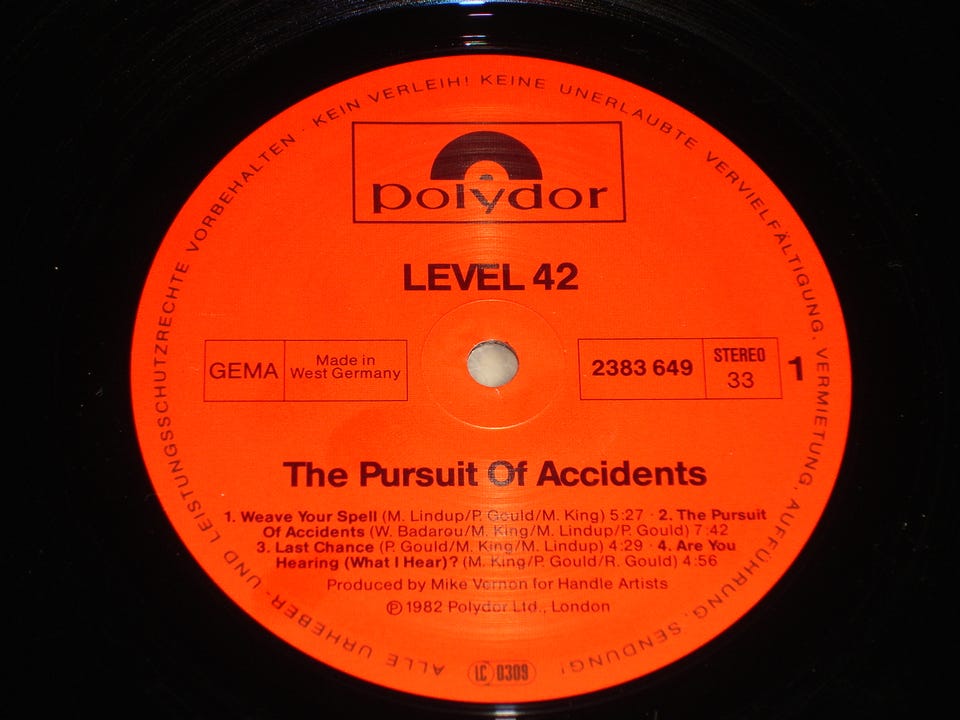 ALLE URHEBER- UND LEISTUNGSSCHUTZRECHTE VORBEHALTEN · KEIN VERLEIH! KEINE UNERLAUBTE VERVIELFÄLTIGUNG, VERMIETUNG, AUFFÜHRUNG, SENDUNG!
polydor
LEVEL 42
GEMA
Made in
West Germany
2383 649
STEREO
33
1
The Pursuit Of Accidents
1. Weave Your Spell (M. Lindup/P. Gould/M. King) 5:27 · 2. The Pursuit
Of Accidents (W. Badarou/M. King/M. Lindup/P. Gould) 7:42
3. Last Chance (P. Gould/M. King/M. Lindup) 4:29 · 4. Are You
Hearing (What I Hear)? (M. King/P. Gould/R. Gould) 4:56
Produced by Mike Vernon for Handle Artists
℗ 1982 Polydor Ltd., London
LC 0309